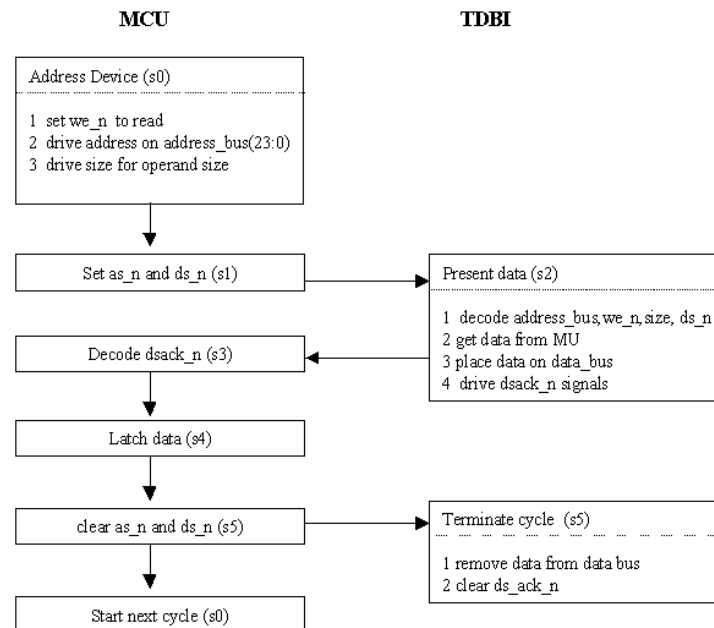 MCU
TDBI
Address Device (s0)
1 set we_n to read
2 drive address on address_bus(23:0)
3 drive size for operand size
Set as_n and ds_n (s1)
Present data (s2)
1 decode address_bus,we_n,size, ds_n
2 get data from MU
3 place data on data_bus
4 drive dsack_n signals
Decode dsack_n (s3)
Latch data (s4)
clear as_n and ds_n (s5)
Terminate cycle (s5)
1 remove data from data bus
2 clear ds_ack_n
Start next cycle (s0)